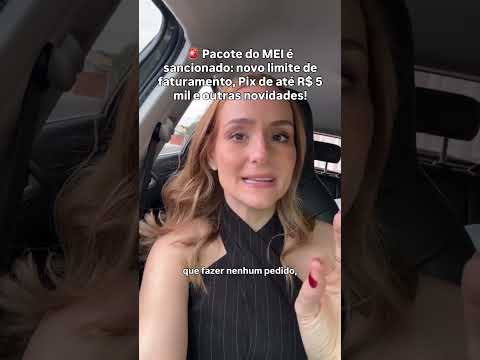 🚨 Pacote do MEI é
sancionado: novo limite de
faturamento, Pix de até R$ 5
mil e outras novidades!
que fazer nenhum pedido,